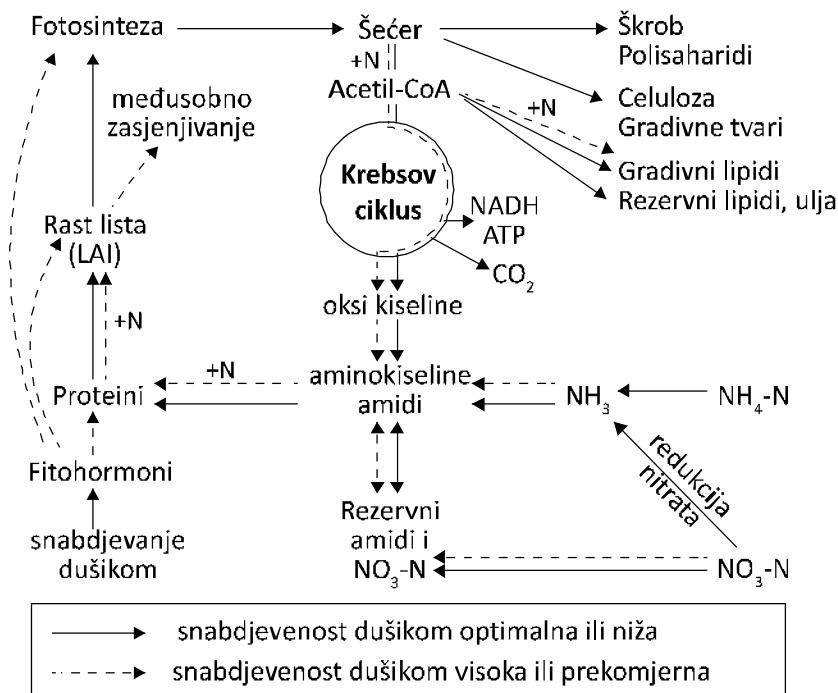 Fotosinteza
Šećer
Škrob
Polisaharidi
+N
Acetil-CoA
Celuloza
Gradivne tvari
+N
Gradivni lipidi
Rezervni lipidi, ulja
međusobno
zasjenjivanje
Krebsov
ciklus
NADH
ATP
CO₂
Rast lista
(LAI)
+N
oksi kiseline
Proteini
+N
aminokiseline
amidi
NH₃
NH₄-N
redukcija
nitrata
Fitohormoni
snabdjevanje
dušikom
Rezervni
amidi i
NO₃-N
NO₃-N
snabdjevenost dušikom optimalna ili niža
snabdjevenost dušikom visoka ili prekomjerna